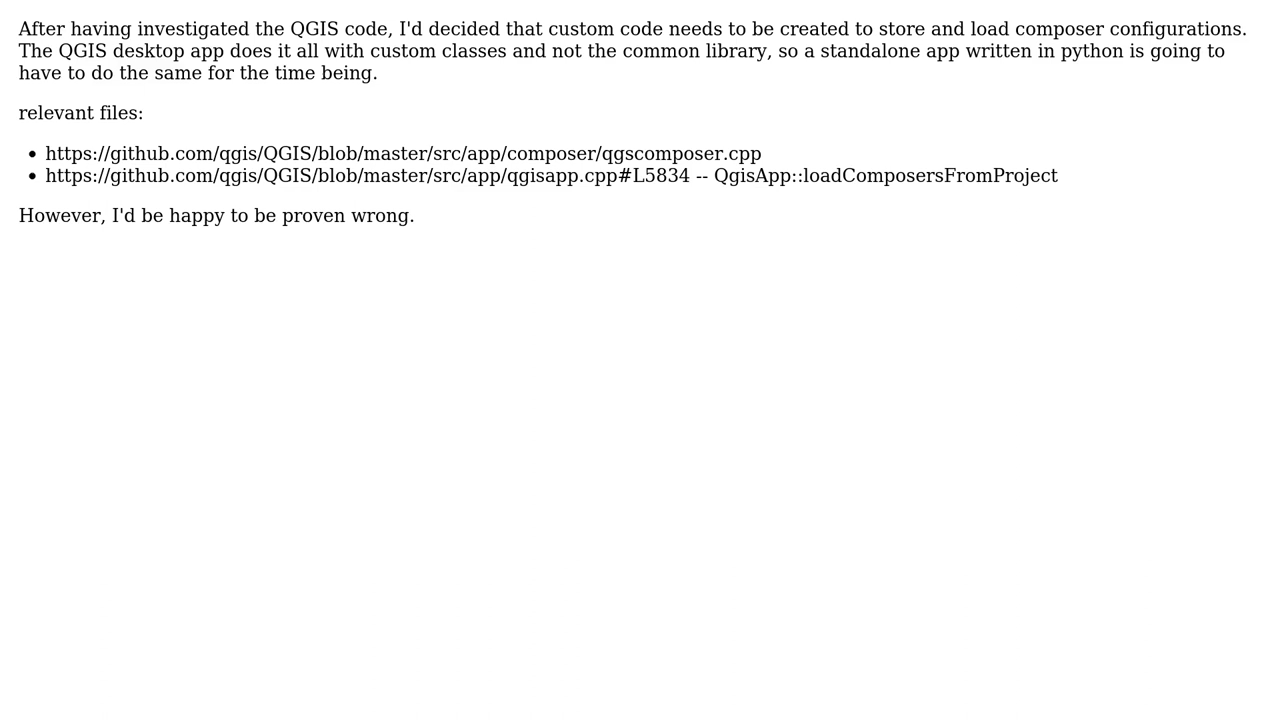 After having investigated the QGIS code, I'd decided that custom code needs to be created to store and load composer configurations.
The QGIS desktop app does it all with custom classes and not the common library, so a standalone app written in python is going to
have to do the same for the time being.
relevant files:
• https://github.com/qgis/QGIS/blob/master/src/app/composer/qgscomposer.cpp
• https://github.com/qgis/QGIS/blob/master/src/app/qgisapp.cpp#L5834 -- QgisApp::loadComposersFromProject
However, I'd be happy to be proven wrong.